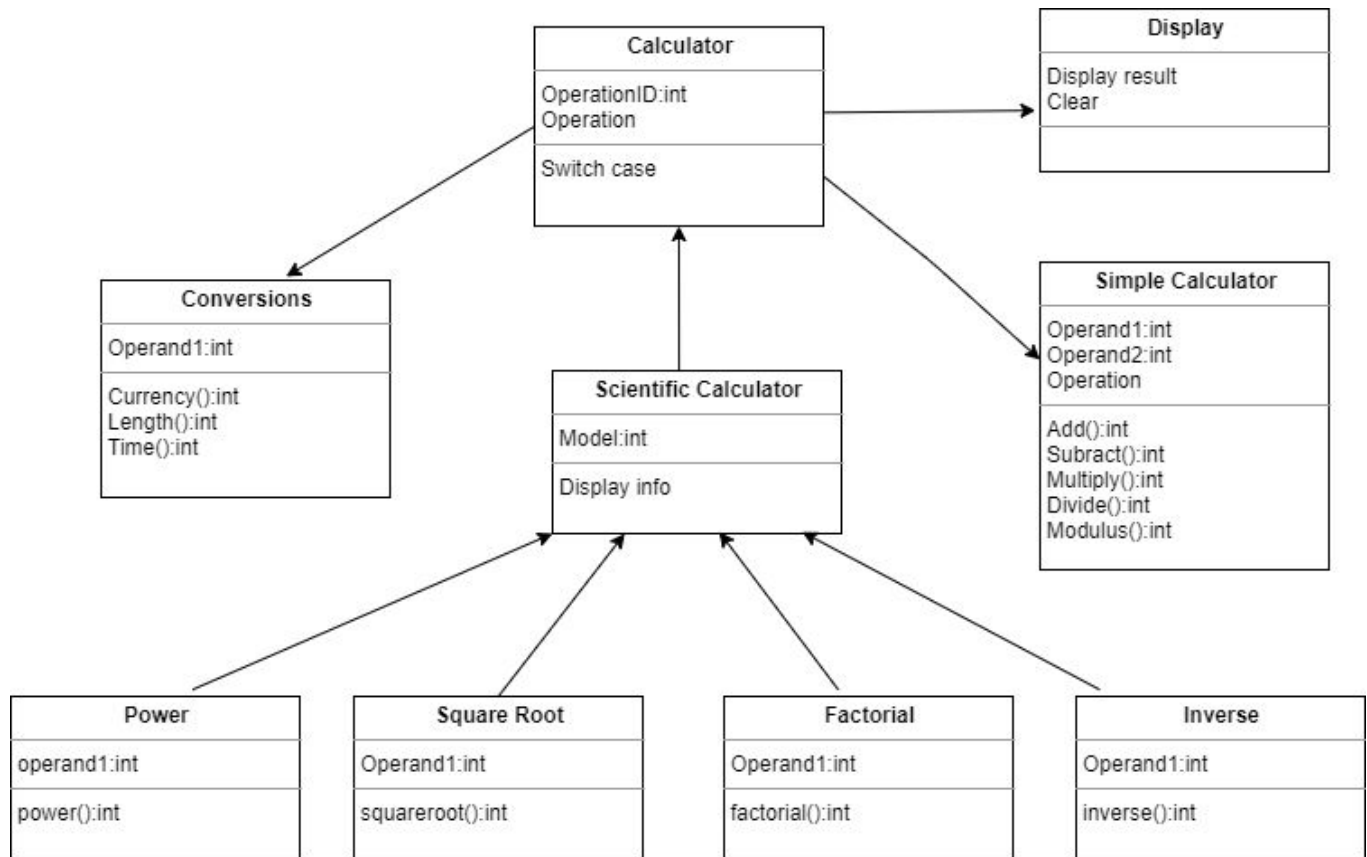 Calculator
OperationID:int
Operation
Switch case
Display
Display result
Clear
Conversions
Operand1:int
Currency():int
Length():int
Time():int
Scientific Calculator
Model:int
Display info
Simple Calculator
Operand1:int
Operand2:int
Operation
Add():int
Subract():int
Multiply():int
Divide():int
Modulus():int
Power
operand1:int
power():int
Square Root
Operand1:int
squareroot():int
Factorial
Operand1:int
factorial():int
Inverse
Operand1:int
inverse():int